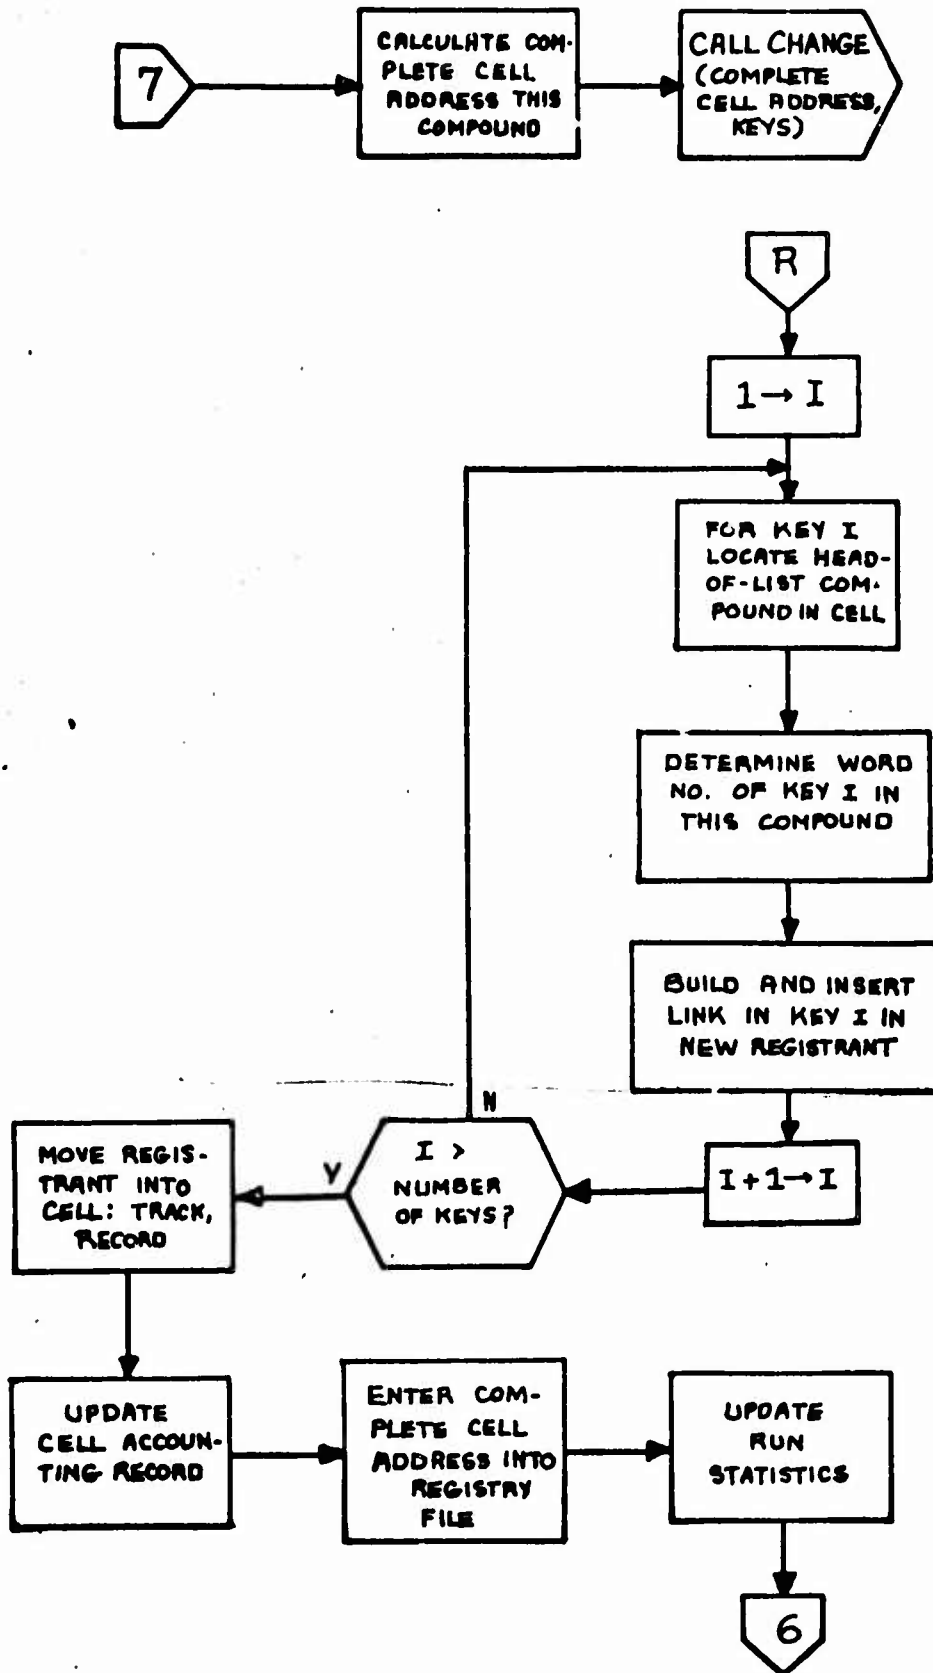 7
CALCULATE COM-
PLETE CELL
ADDRESS THIS
COMPOUND
CALL CHANGE
(COMPLETE
CELL ADDRESS,
KEYS)
R
1→ I
FOR KEY I
LOCATE HEAD-
OF-LIST COM-
POUND IN CELL
DETERMINE WORD
NO. OF KEY I IN
THIS COMPOUND
BUILD AND INSERT
LINK IN KEY I IN
NEW REGISTRANT
I+1→I
N
I >
NUMBER
OF KEYS?
Y
MOVE REGIS-
TRANT INTO
CELL: TRACK,
RECORD
UPDATE
CELL ACCOUN-
TING RECORD
ENTER COM-
PLETE CELL
ADDRESS INTO
REGISTRY
FILE
UPDATE
RUN
STATISTICS
6